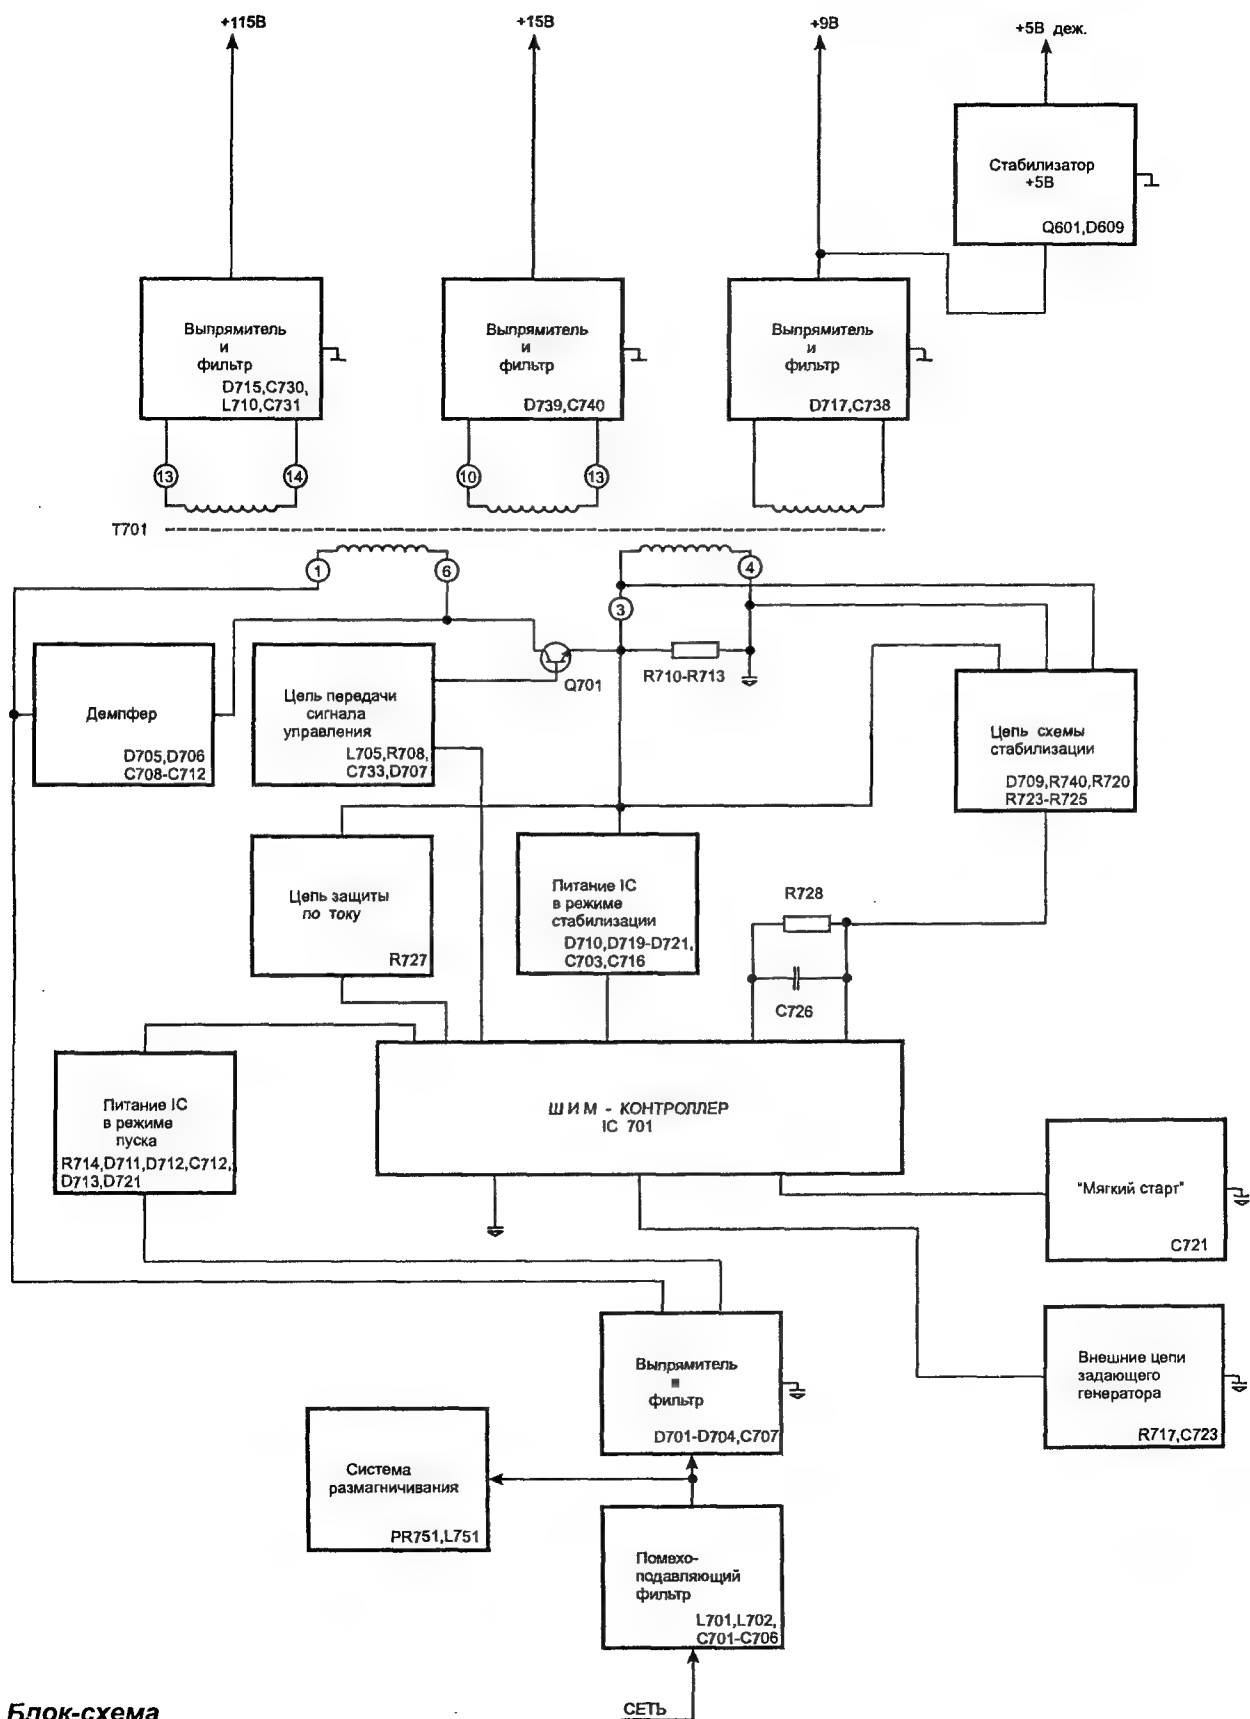 +115В
+15В
+9В
+5В деж.
Стабилизатор
+5В
Q601,D609
Выпрямитель
и
фильтр
D715,C730,
L710,C731
Выпрямитель
и
фильтр
D739,C740
Выпрямитель
и
фильтр
D717,C738
13
14
10
13
T701
1
6
3
4
Q701
R710-R713
Демпфер
D705,D706
C708-C712
Цепь передачи
сигнала
управления
L705,R708,
C733,D707
Цепь схемы
стабилизации
D709,R740,R720
R723-R725
Цепь защиты
по току
R727
Питание IC
в режиме
стабилизации
D710,D719-D721,
C703,C716
R728
C726
Питание IC
в режиме
пуска
R714,D711,D712,C712,
D713,D721
ШИМ - КОНТРОЛЛЕР
IC 701
"Мягкий старт"
C721
Внешние цепи
задающего
генератора
R717,C723
Выпрямитель
фильтр
D701-D704,C707
Система
размагничивания
PR751,L751
Помехо-
подавляющий
фильтр
L701,L702,
C701-C706
СЕТЬ
Блок-схема